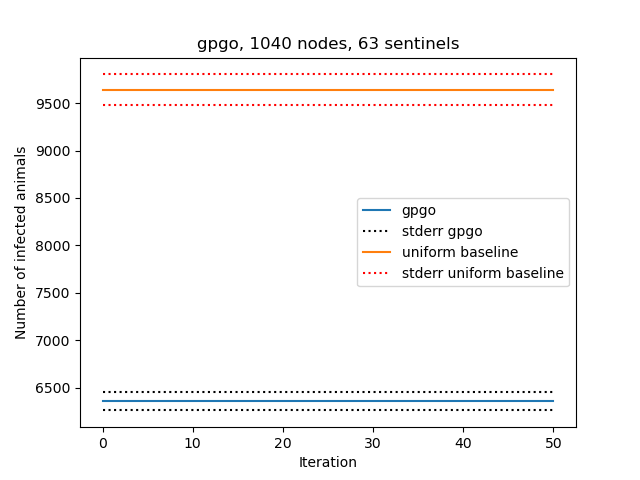 gpgo, 1040 nodes, 63 sentinels
Number of infected animals
9500
9000
8500
8000
7500
7000
6500
gpgo
stderr gpgo
uniform baseline
stderr uniform baseline
0 10 20 30 40 50
Iteration